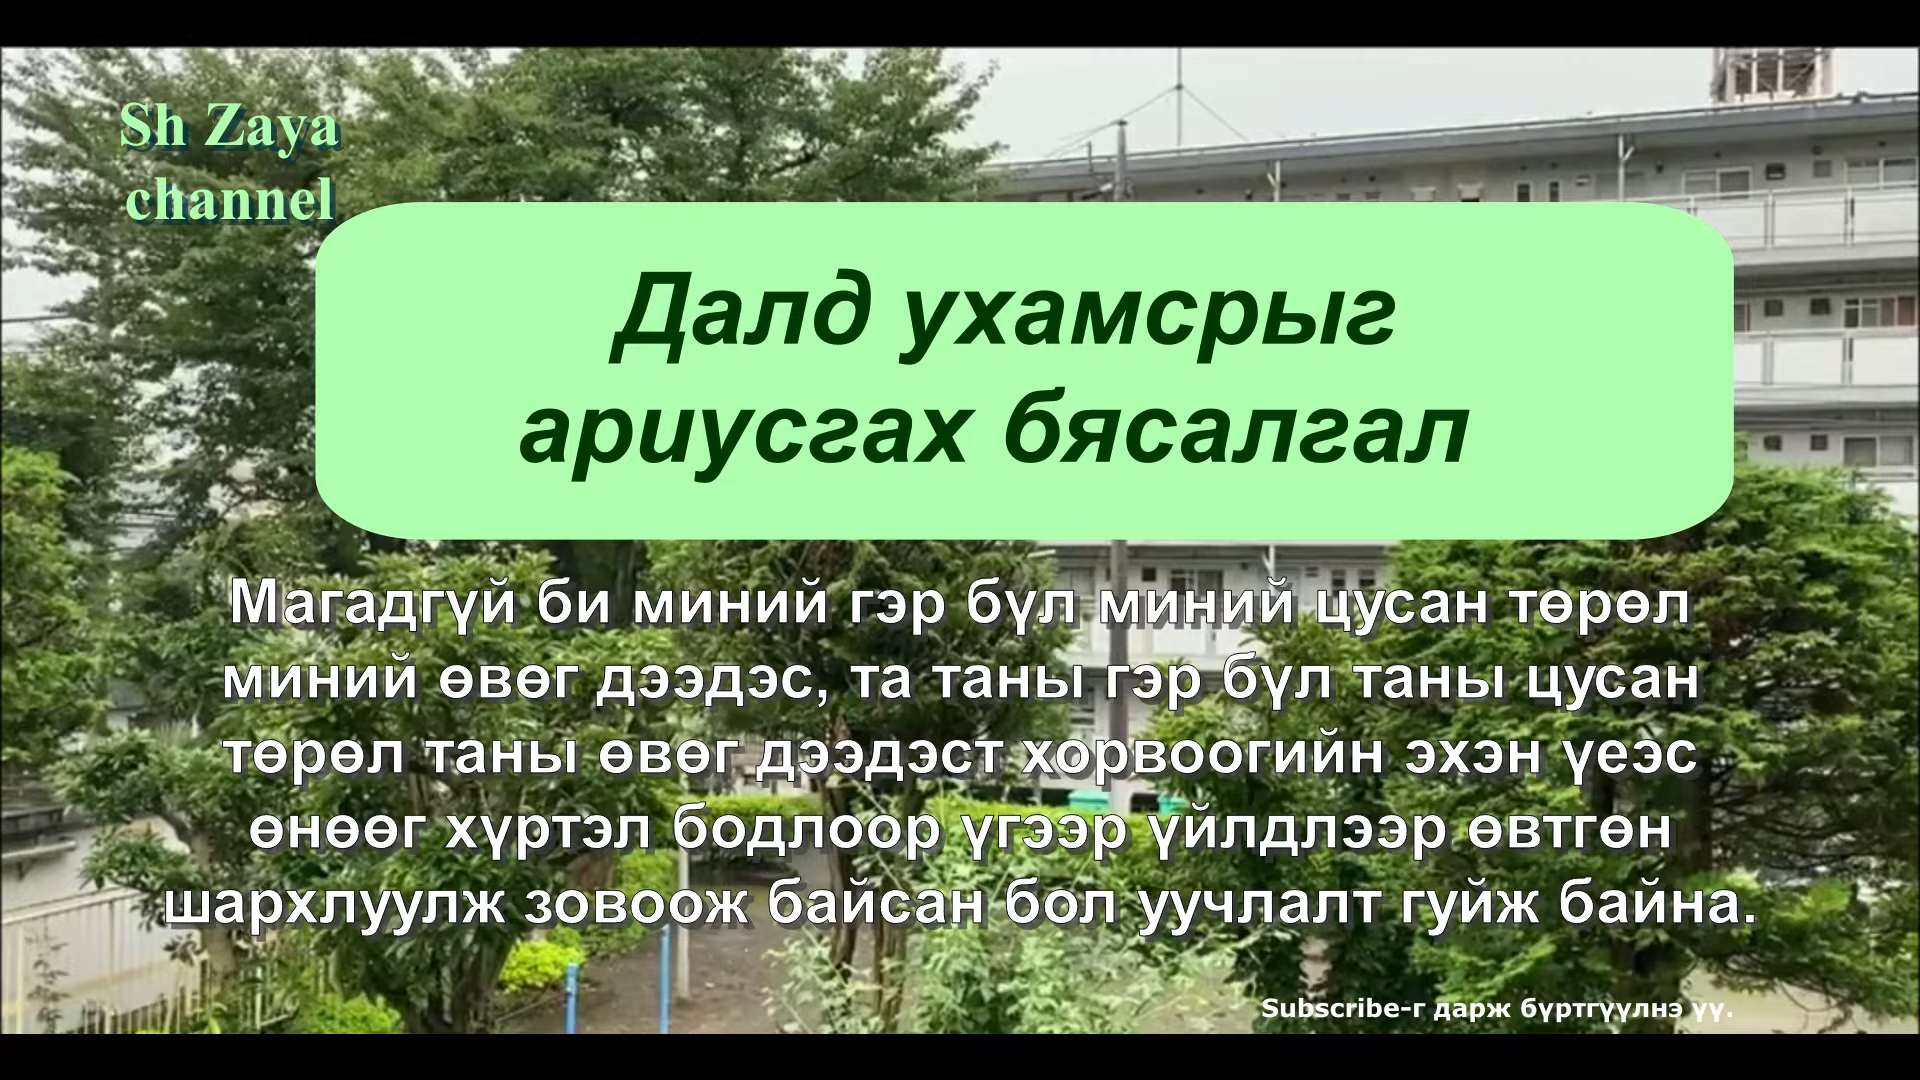 Sh Zaya
channel
Далд ухамсрыг
ариусгах бясалгал
Магадгүй би миний гэр бүл миний цусан төрөл
миний өвөг дээдэс, та таны гэр бүл таны цусан
төрөл таны өвөг дээдэст хорвоогийн эхэн үеэс
өнөөг хүртэл бодлоор үгээр үйлдлээр өвтгөн
шархлуулж зовоож байсан бол уучлалт гуйж байна.
Subscribe-г дарж бүртгүүлнэ үү.